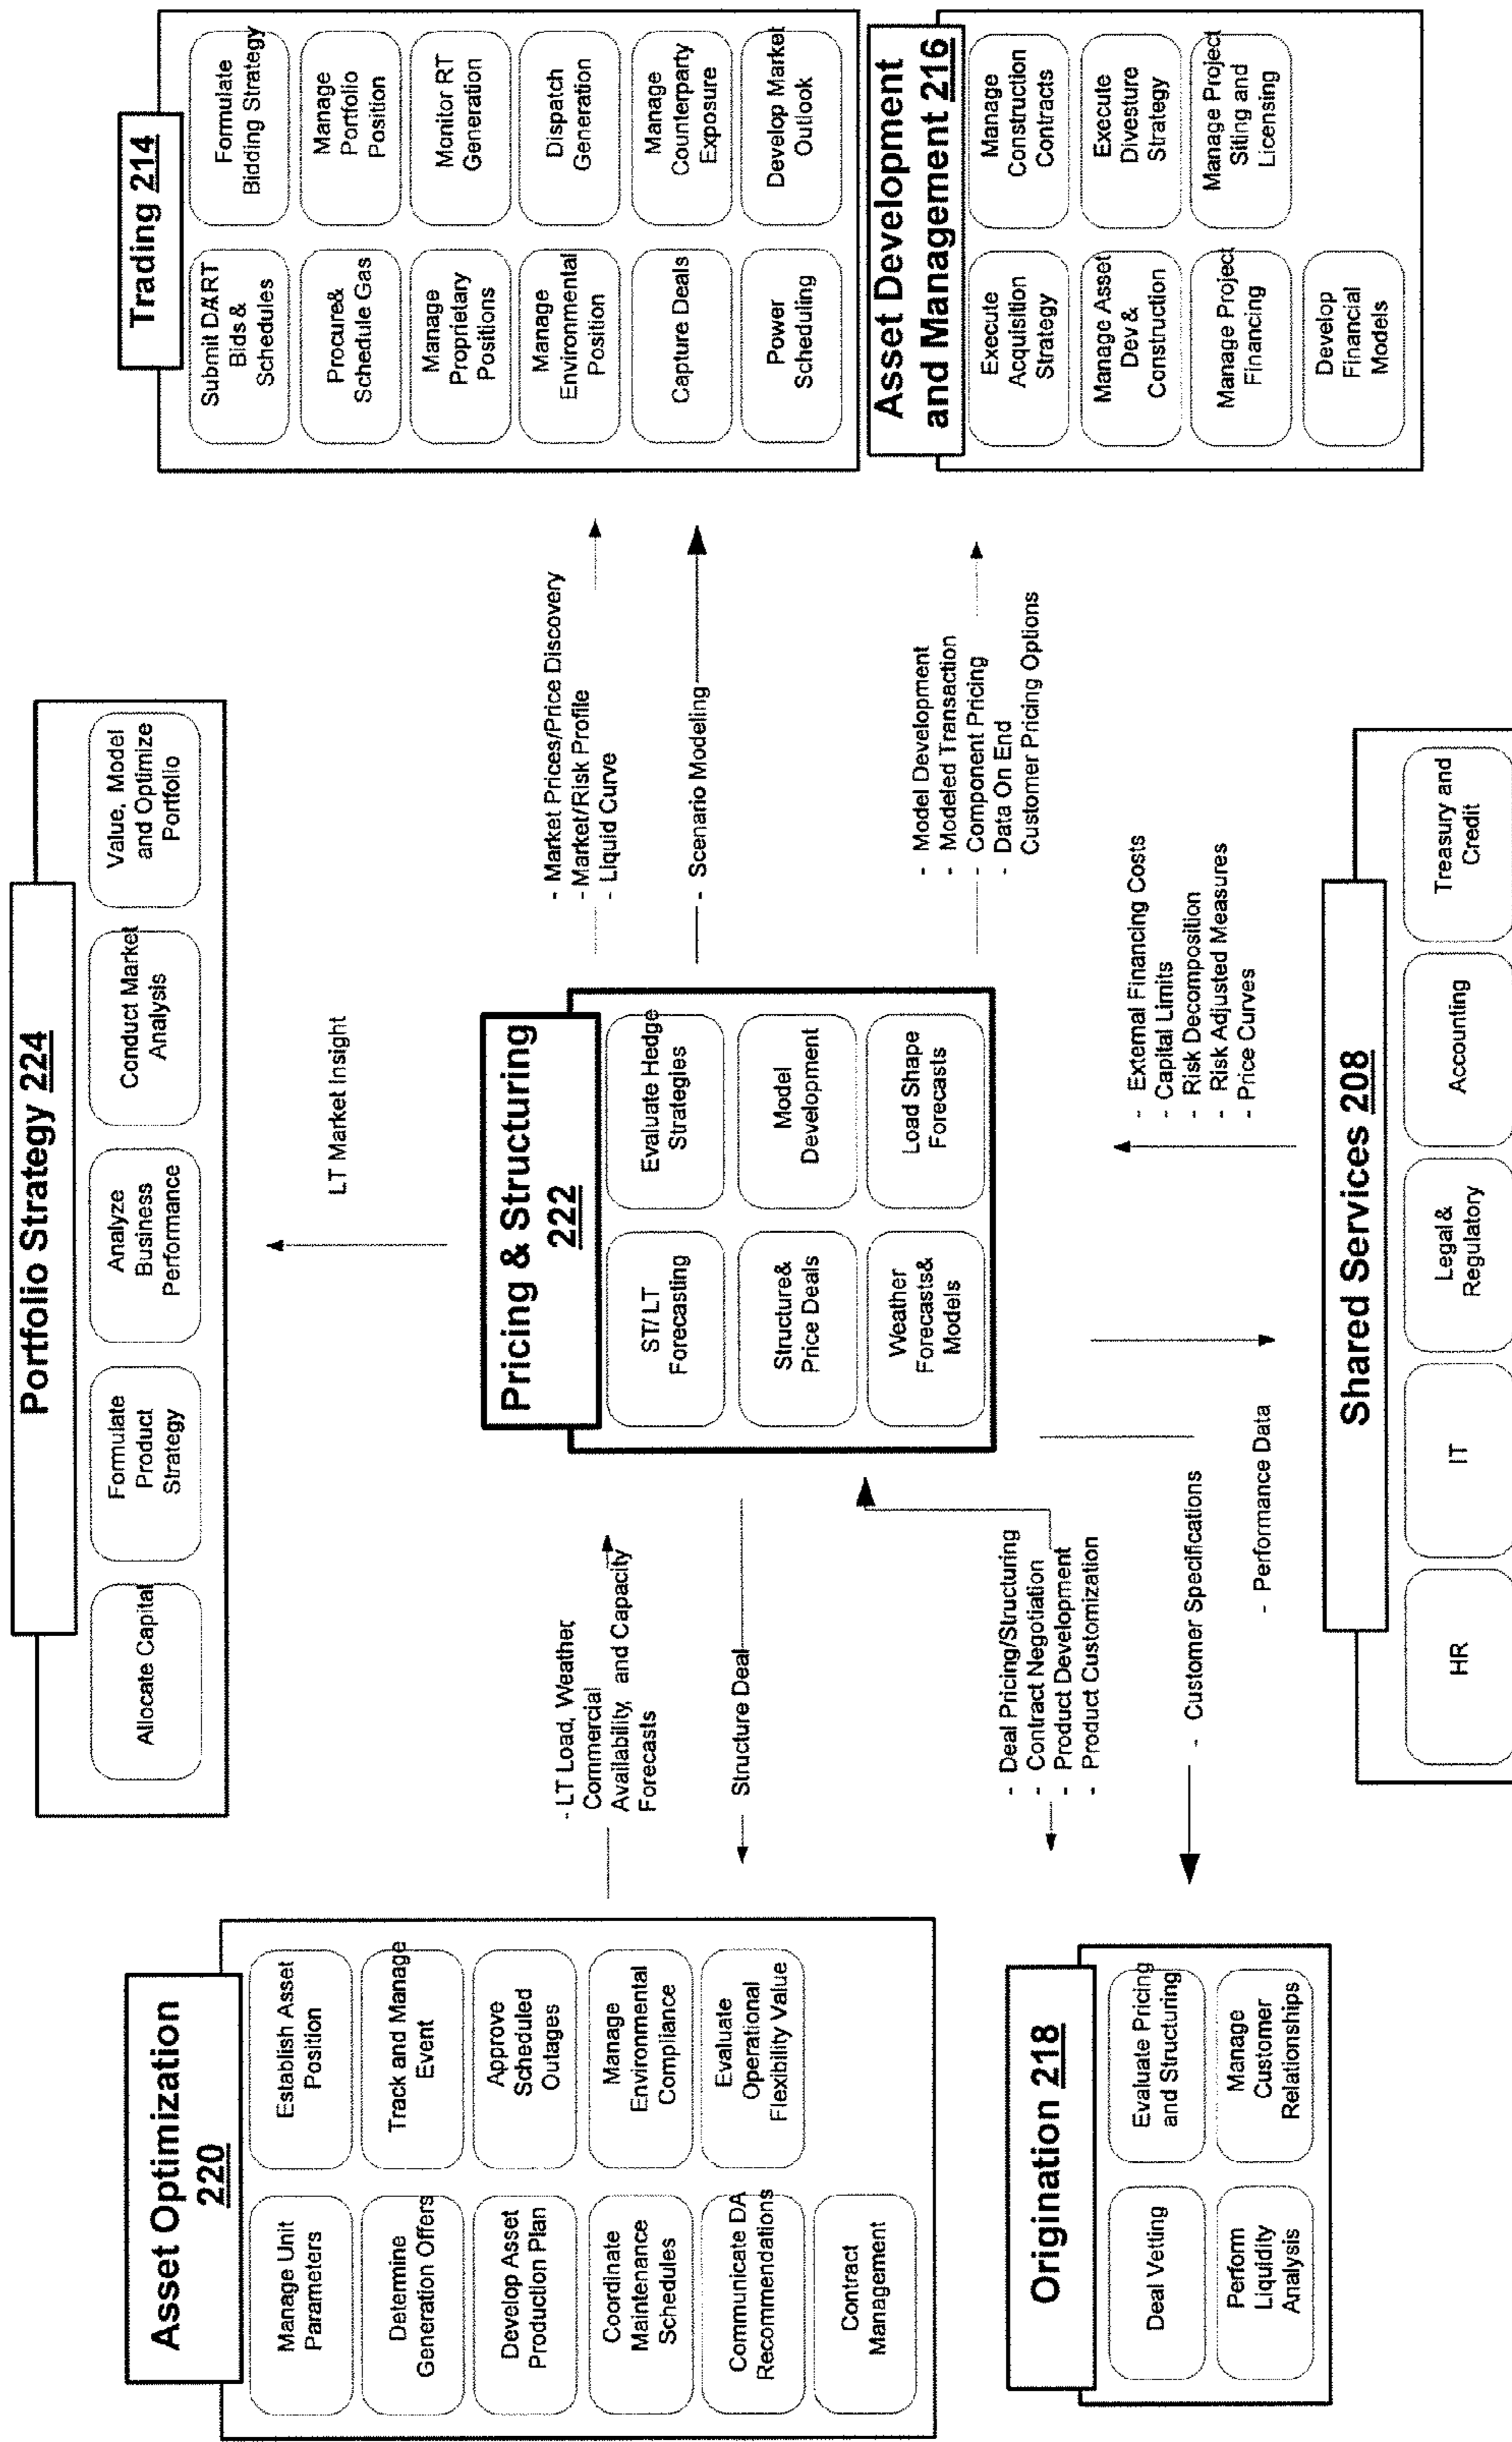 Portfolio Strategy 224
Allocate Capital
Formulate
Product
Strategy
Analyze
Business
Performance
Conduct Market
Analysis
Value, Model
and Optimize
Portfolio
Asset Optimization
220
Manage Unit
Parameters
Establish Asset
Position
Determine
Generation Offers
Track and Manage
Event
Develop Asset
Production Plan
Approve
Scheduled
Outages
Coordinate
Maintenance
Schedules
Manage
Environmental
Compliance
Communicate DA
Recommendations
Evaluate
Operational
Flexibility Value
Contract
Management
LT Market Insight
- LT Load, Weather,
Commercial
Availability, and Capacity
Forecasts
Structure Deal
Pricing & Structuring
222
ST/LT
Forecasting
Evaluate Hedge
Strategies
Structure&
Price Deals
Model
Development
Weather
Forecasts&
Models
Load Shape
Forecasts
- Market Prices/Price Discovery
- Market/Risk Profile
- Liquid Curve
- Scenario Modeling
- Model Development
- Modeled Transaction
- Component Pricing
- Data On End
Customer Pricing Options
Trading 214
Submit DART
Bids &
Schedules
Formulate
Bidding Strategy
Procure&
Schedule Gas
Manage
Portfolio
Position
Manage
Proprietary
Positions
Monitor RT
Generation
Manage
Environmental
Position
Dispatch
Generation
Capture Deals
Manage
Counterparty
Exposure
Power
Scheduling
Develop Market
Outlook
Asset Development
and Management 216
Execute
Acquisition
Strategy
Manage
Construction
Contracts
Manage Asset
Dev &
Construction
Execute
Divesture
Strategy
Manage Project
Financing
Manage Project
Siting and
Licensing
Develop
Financial
Models
Origination 218
Deal Vetting
Evaluate Pricing
and Structuring
Perform
Liquidity
Analysis
Manage
Customer
Relationships
- Deal Pricing/Structuring
- Contract Negotiation
- Product Development
- Product Customization
- Customer Specifications
- Performance Data
- External Financing Costs
- Capital Limits
- Risk Decomposition
- Risk Adjusted Measures
- Price Curves
Shared Services 208
HR
IT
Legal&
Regulatory
Accounting
Treasury and
Credit